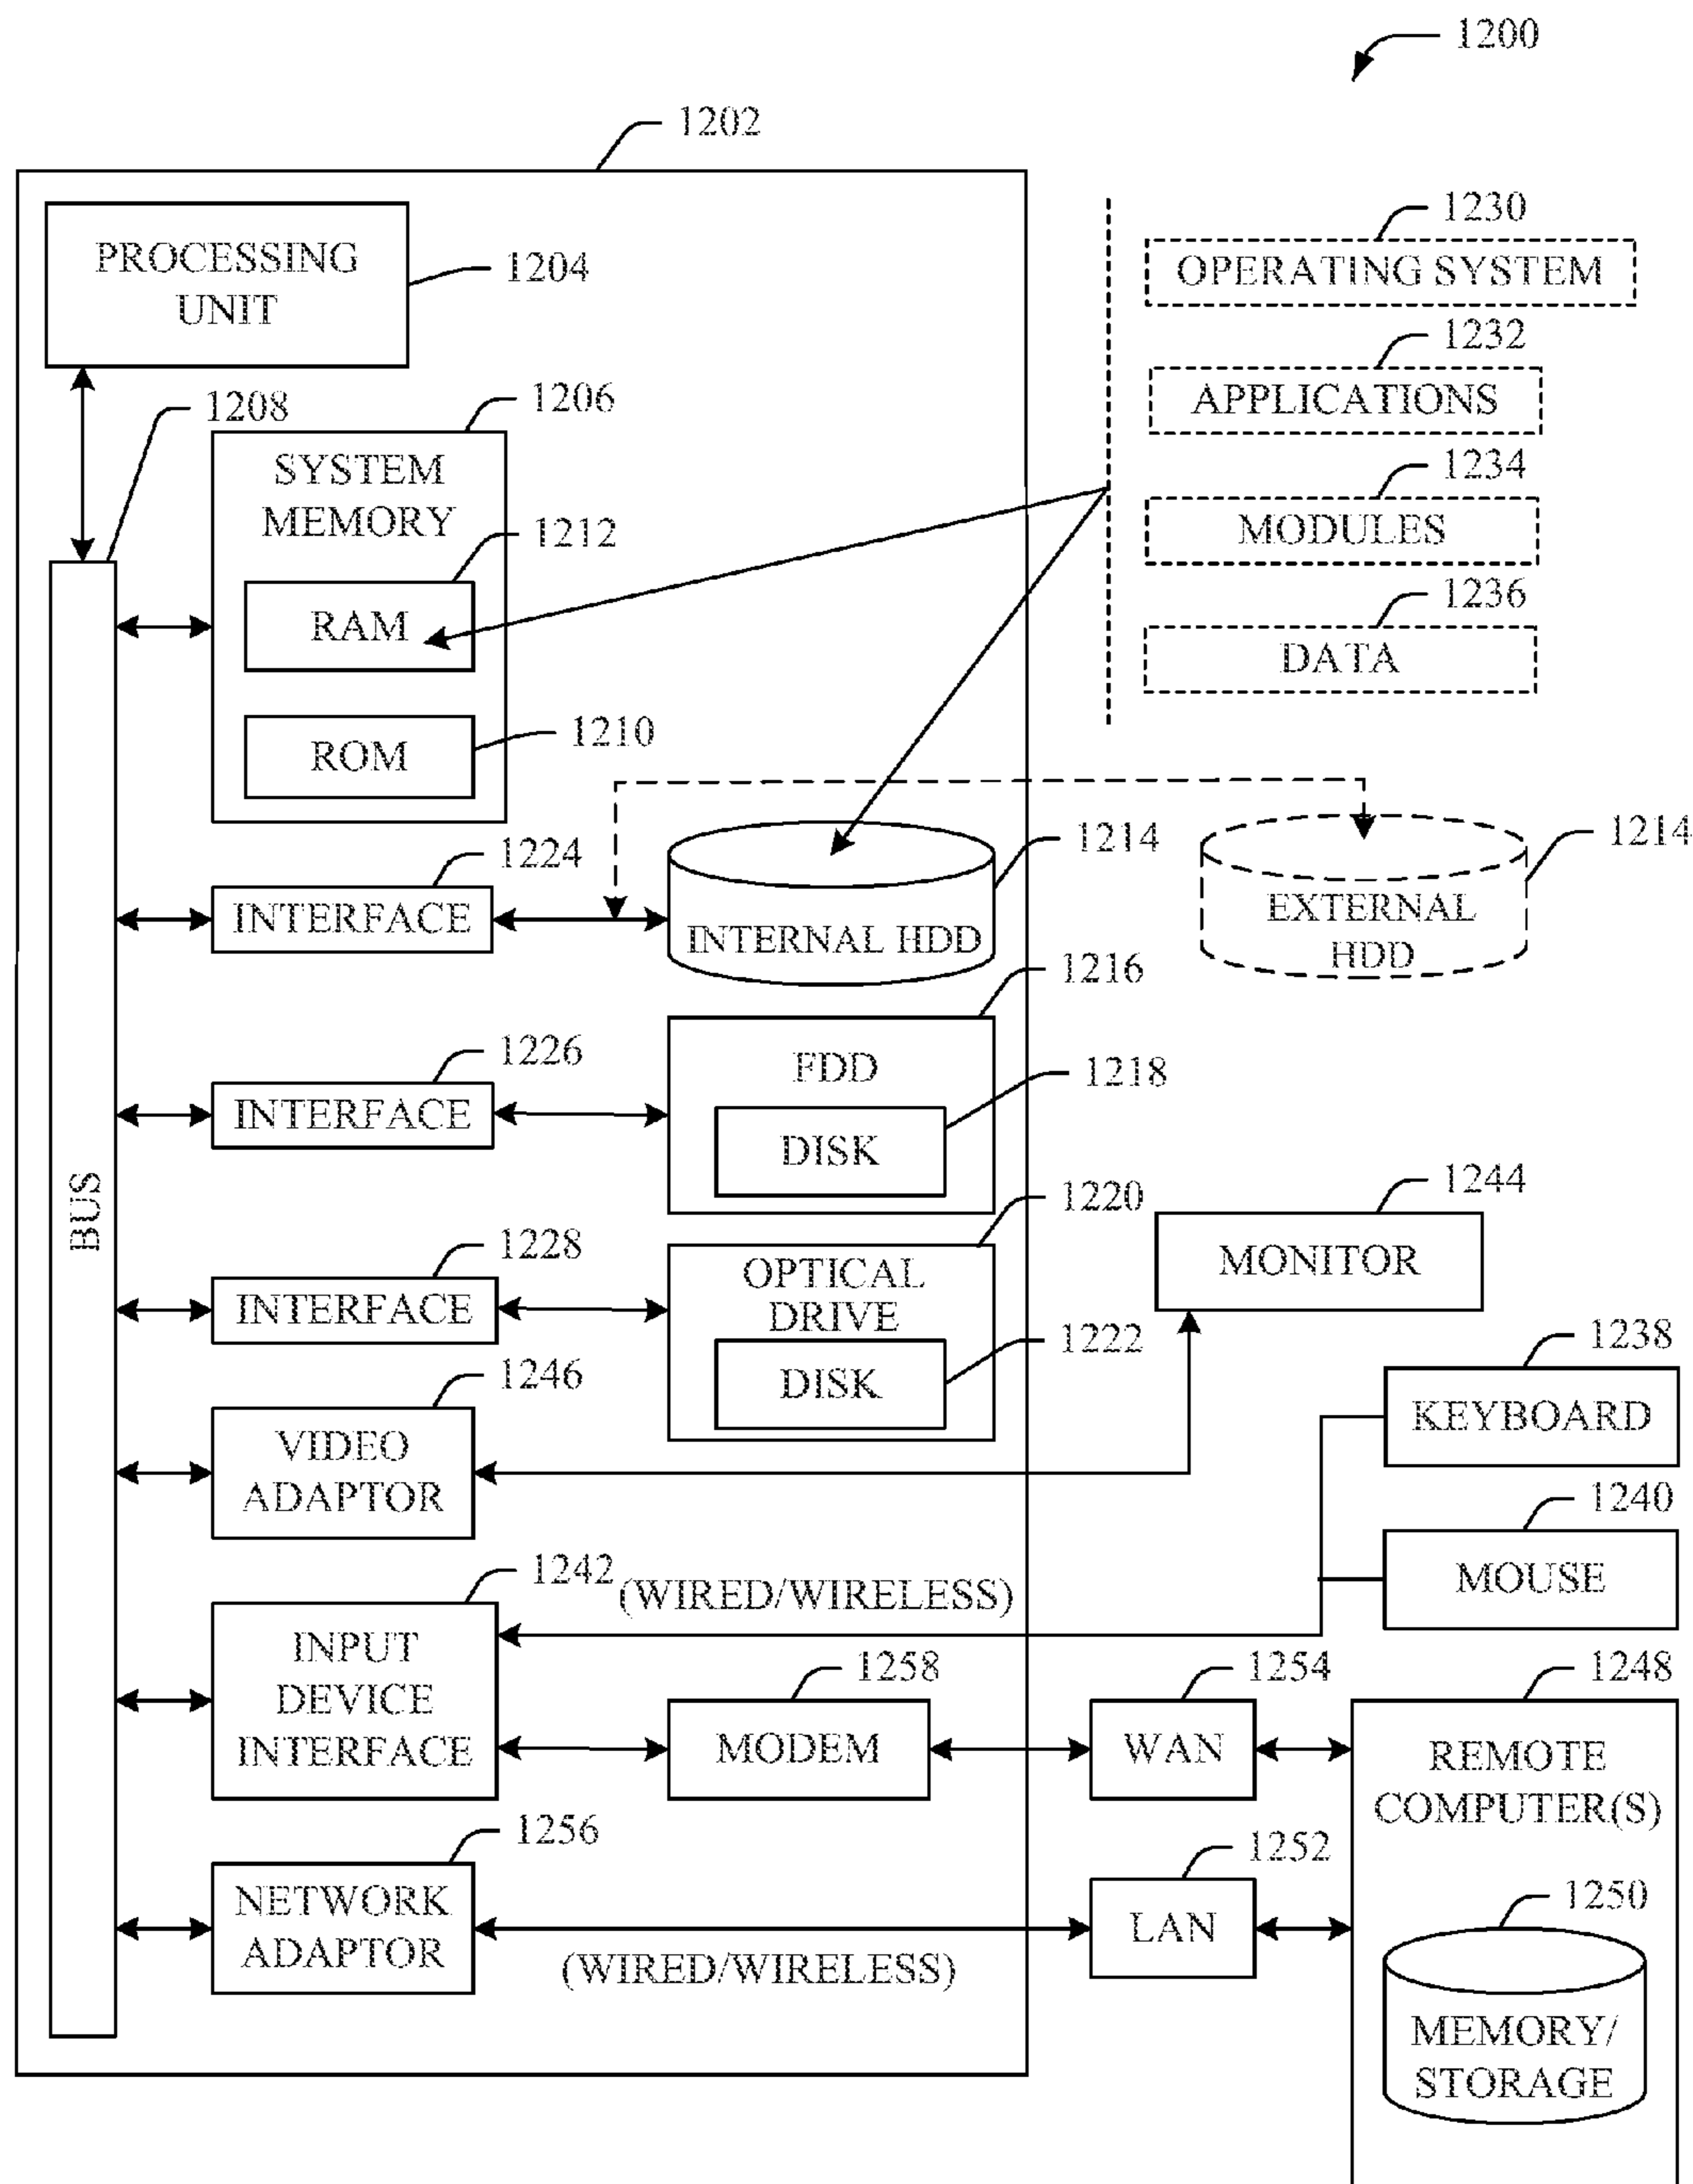 1200
1202
PROCESSING
UNIT
1204
1230
OPERATING SYSTEM
1232
APPLICATIONS
1234
MODULES
1236
DATA
1208
1206
SYSTEM
MEMORY
1212
RAM
1210
ROM
1224
INTERFACE
1214
INTERNAL HDD
1214
EXTERNAL
HDD
1216
FDD
1218
DISK
1226
INTERFACE
BUS
1220
OPTICAL
DRIVE
1222
DISK
1228
INTERFACE
1244
MONITOR
1246
VIDEO
ADAPTOR
1238
KEYBOARD
1240
MOUSE
1242
(WIRED/WIRELESS)
INPUT
DEVICE
INTERFACE
1258
MODEM
1254
WAN
1248
REMOTE
COMPUTER(S)
1256
NETWORK
ADAPTOR
(WIRED/WIRELESS)
1252
LAN
1250
MEMORY/
STORAGE